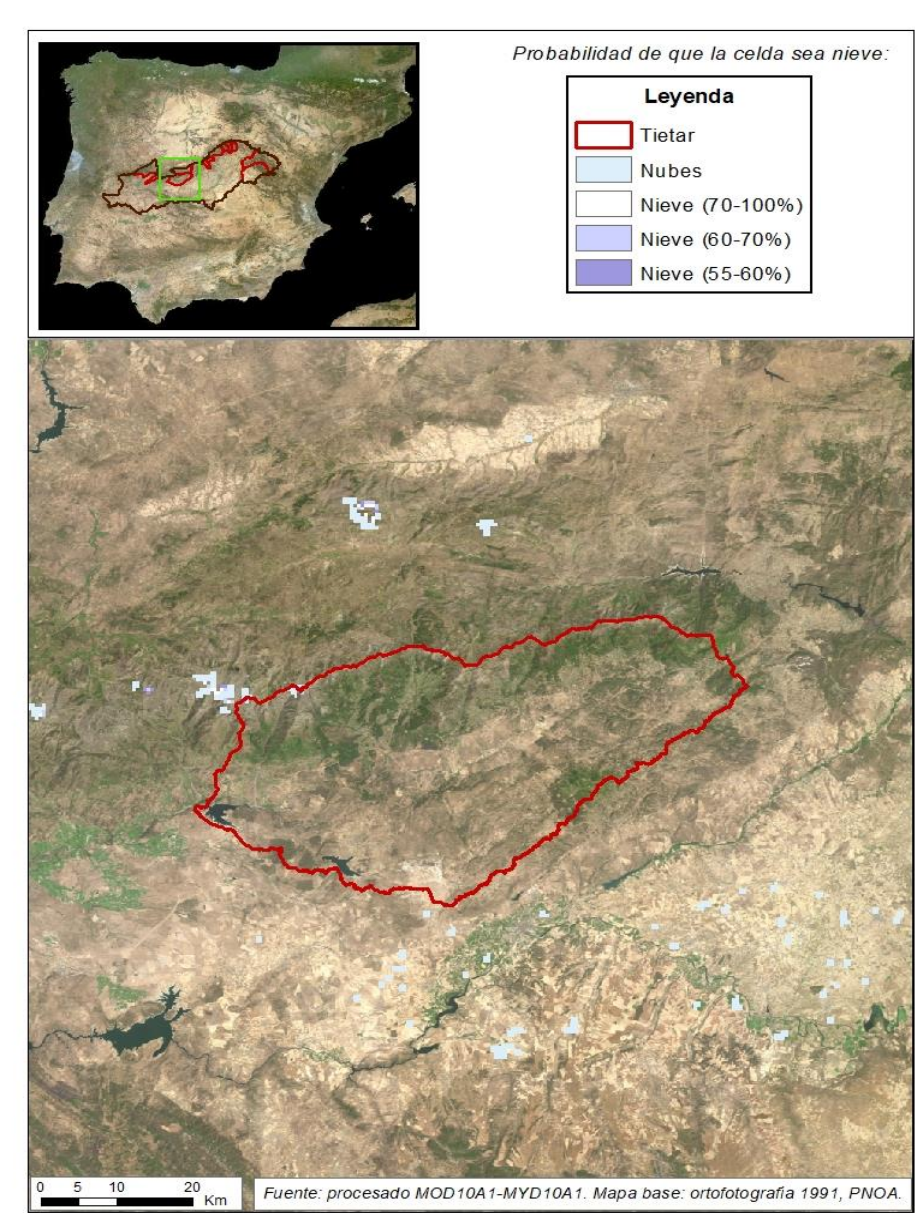 Probabilidad de que la celda sea nieve:
Leyenda
Tietar
Nubes
Nieve (70-100%)
Nieve (60-70%)
Nieve (55-60%)
0 5 10 20
Km
Fuente: procesado MOD10A1-MYD10A1. Mapa base: ortofotografia 1991, PNOA.